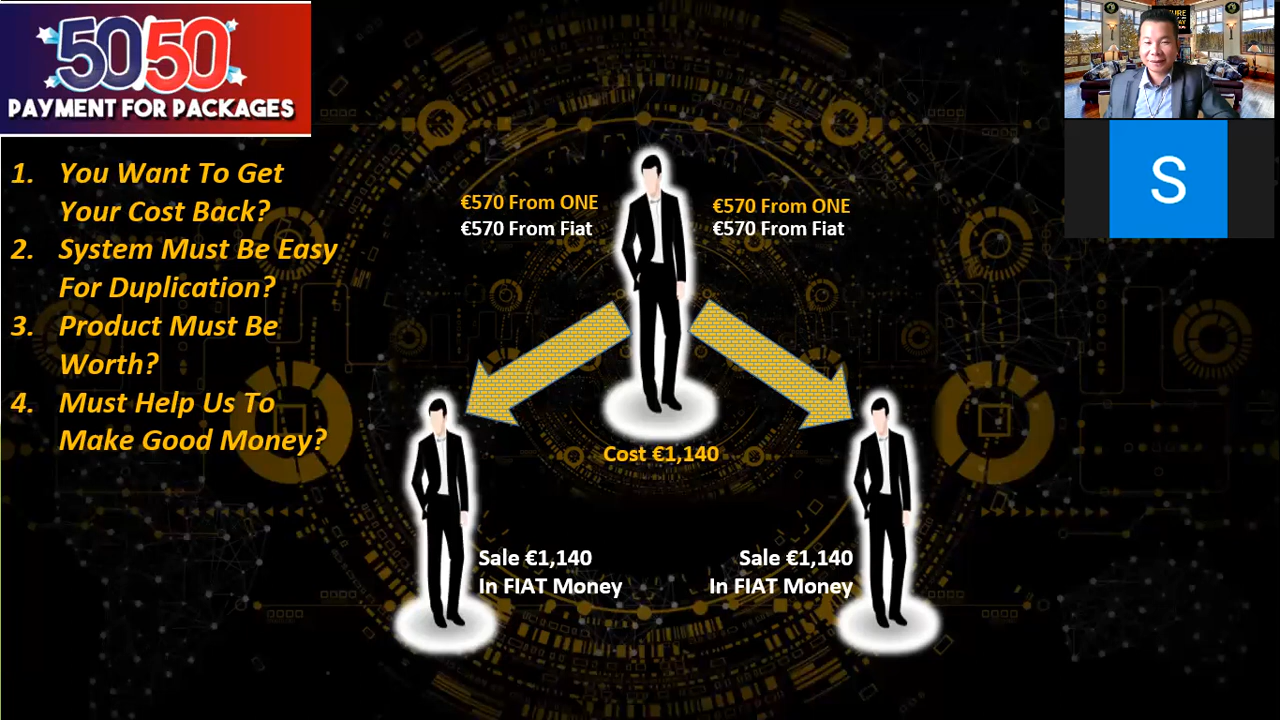 5050
PAYMENT FOR PACKAGES
1. You Want To Get
Your Cost Back?
2. System Must Be Easy
For Duplication?
3. Product Must Be
Worth?
4. Must Help Us To
Make Good Money?
€570 From ONE
€570 From Fiat
€570 From ONE
€570 From Fiat
Cost €1,140
Sale €1,140
In FIAT Money
Sale €1,140
In FIAT Money
S